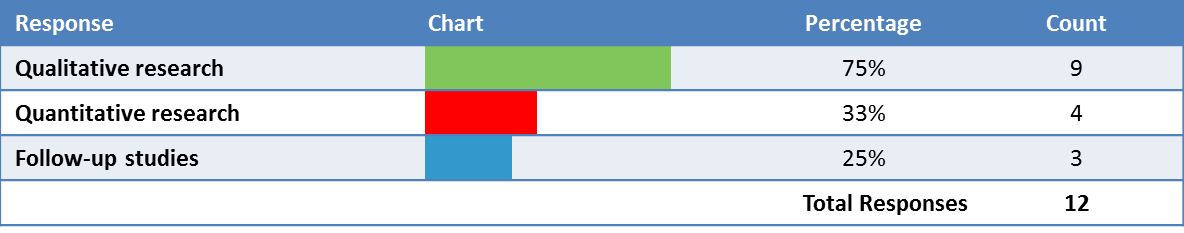 Response Chart Percentage Count
Qualitative research 75% 9
Quantitative research 33% 4
Follow-up studies 25% 3
Total Responses 12